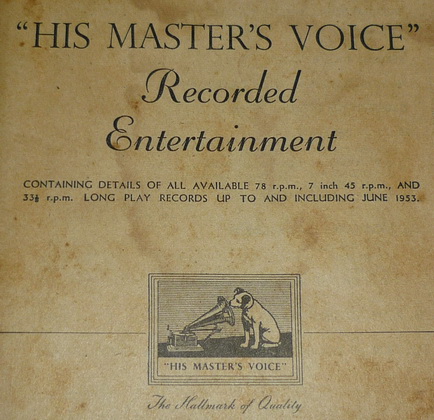 “HIS MASTER'S VOICE”
Recorded
Entertainment
CONTAINING DETAILS OF ALL AVAILABLE 78 r.p.m., 7 inch 45 r.p.m., AND
33⅓ r.p.m. LONG PLAY RECORDS UP TO AND INCLUDING JUNE 1953.
“HIS MASTER'S VOICE”
The Hallmark of Quality